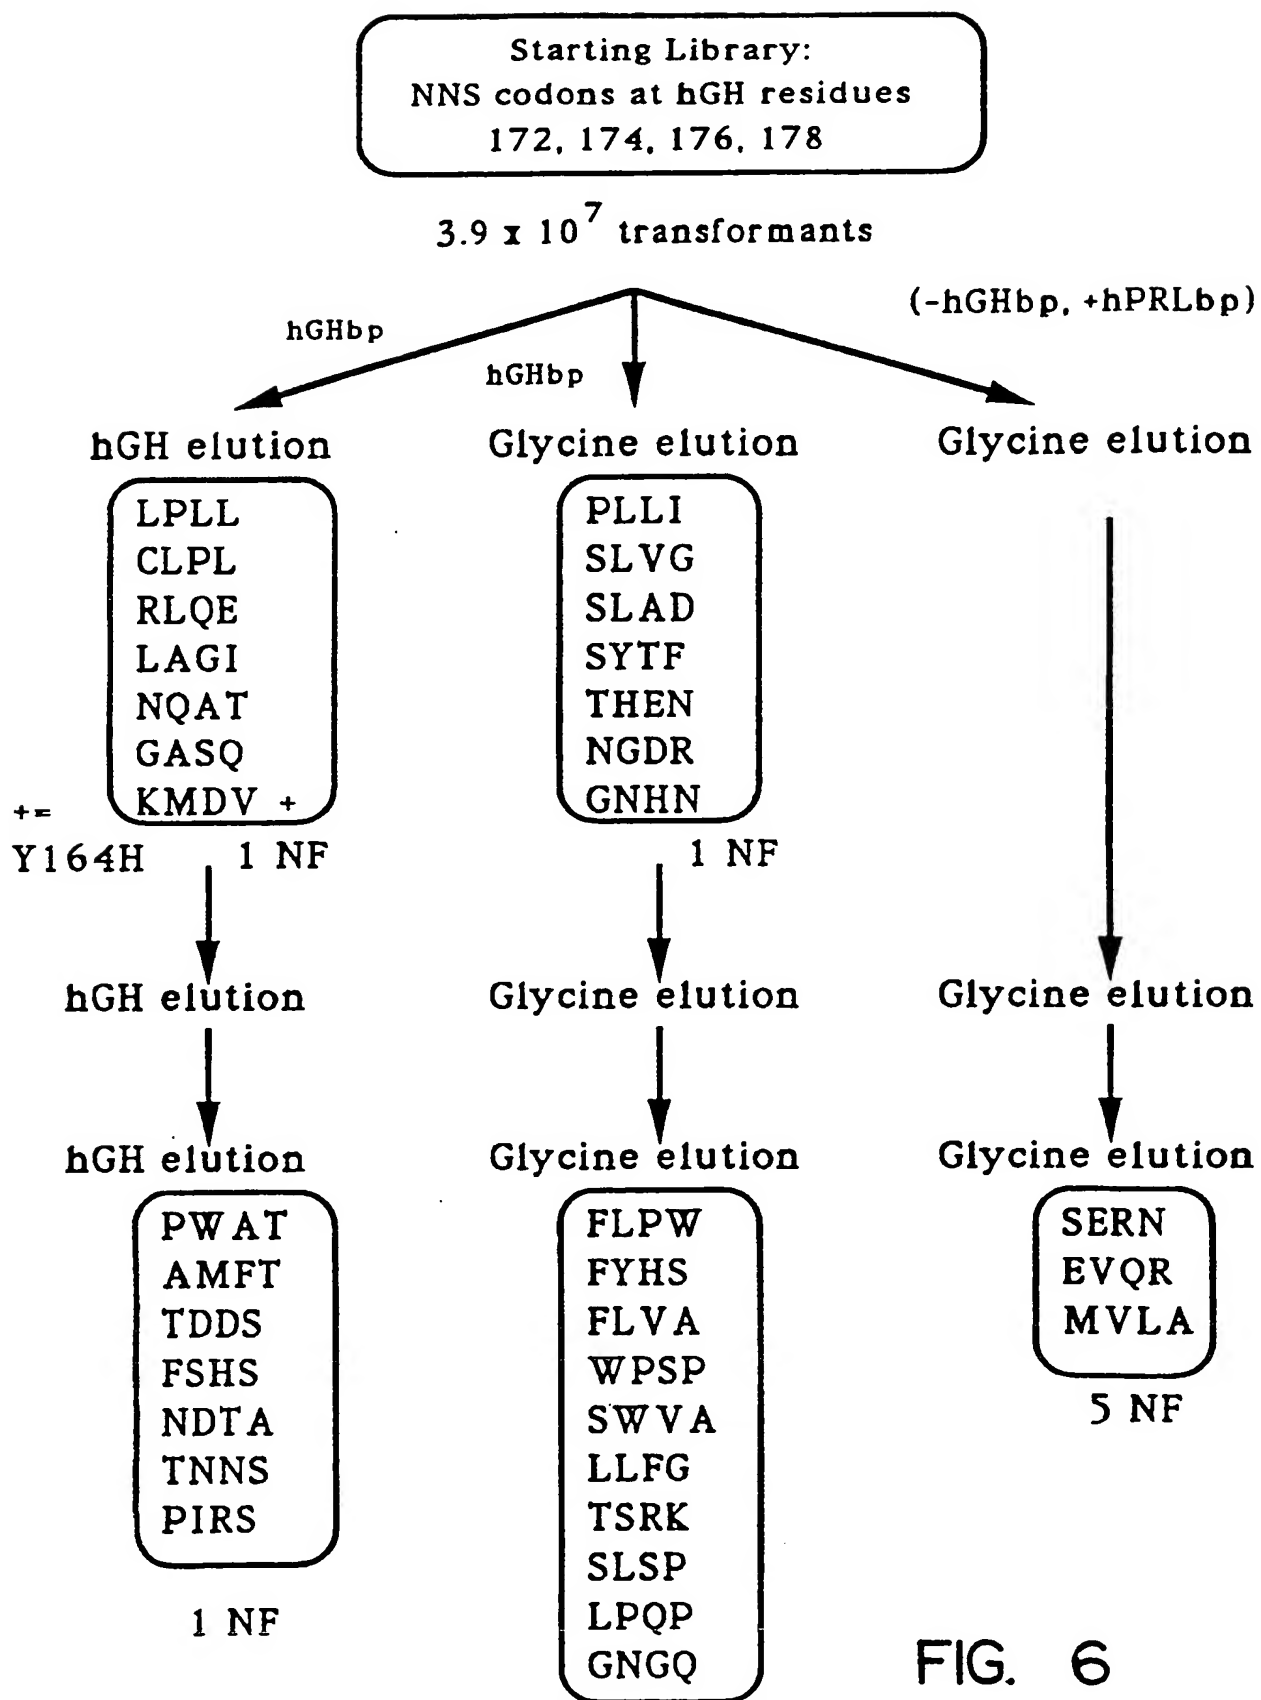 Starting Library:
NNS codons at hGH residues
172, 174, 176, 178
3.9 x 10^7 transformants
(-hGHbp, +hPRLbp)
hGHbp
hGHbp
hGH elution
LPLL
CLPL
RLQE
LAGI
NQAT
GASQ
KMDV +
+=
Y164H
1 NF
hGH elution
hGH elution
PWAT
AMFT
TDDS
FSHS
NDTA
TNNS
PIRS
1 NF
Glycine elution
PLLI
SLVG
SLAD
SYTF
THEN
NGDR
GNHN
1 NF
Glycine elution
Glycine elution
FLPW
FYHS
FLVA
WPSP
SWVA
LLFG
TSRK
SLSP
LPQP
GNGQ
Glycine elution
Glycine elution
Glycine elution
SERN
EVQR
MVLA
5 NF
FIG. 6